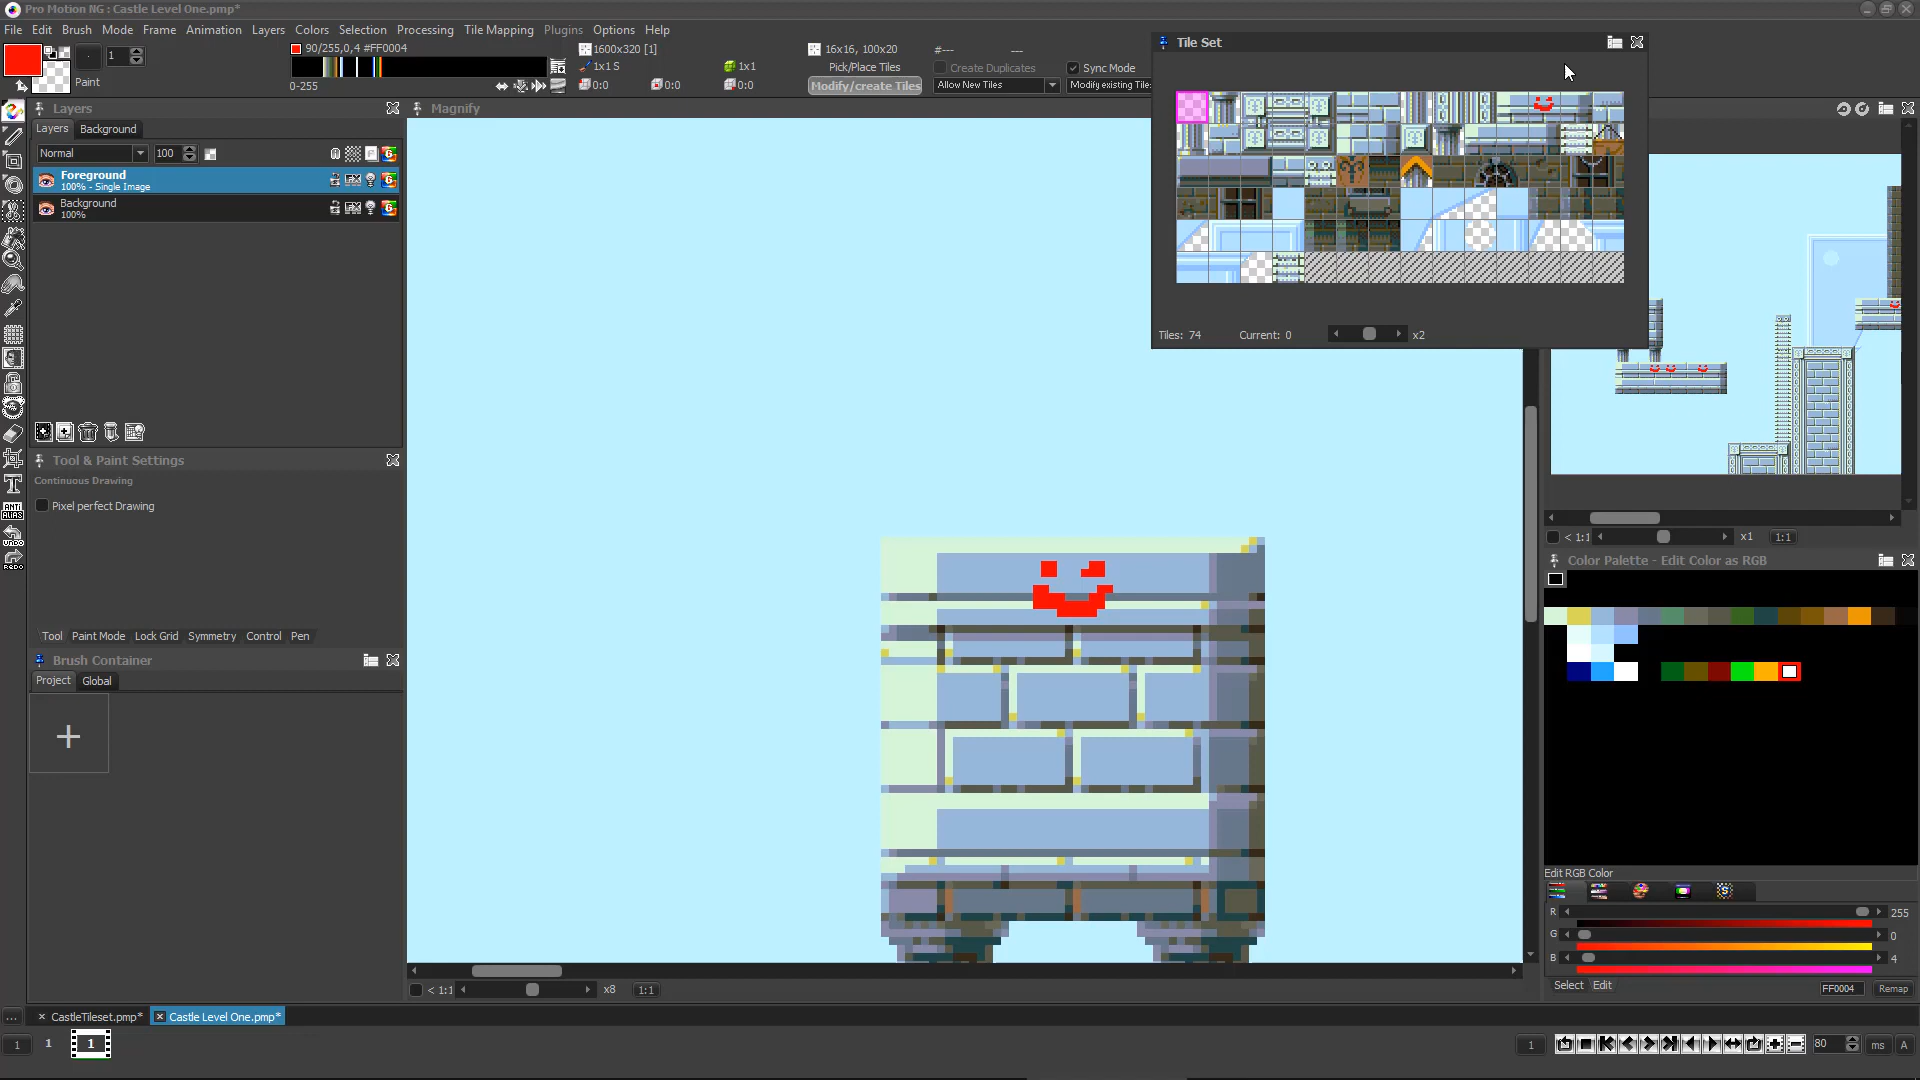 Pro Motion NG : Castle Level One.pmp*
File Edit Brush Mode Frame Animation Layers Colors Selection Processing Tile Mapping Plugins Options Help
1 Paint
90/255,0,4 #FF0004
0-255
1600x320 [1]
1x1 S 1x1
0:0 0:0 0:0
16x16, 100x20 #--- ---
Pick/Place Tiles Create Duplicates Sync Mode
Modify/create Tiles Allow New Tiles Modify existing Tile
Tile Set
Tiles: 74 Current: 0 x2
Layers
Layers Background
Normal 100
Foreground
100% - Single Image
Background
100%
Tool & Paint Settings
Continuous Drawing
Pixel perfect Drawing
Tool Paint Mode Lock Grid Symmetry Control Pen
Brush Container
Project Global
+
T
ANTI
ALIAS
UNDO
REDO
Magnify
< 1:1 x8 1:1
< 1:1 x1 1:1
Color Palette - Edit Color as RGB
Edit RGB Color
R 255
G 0
B 4
Select Edit FF0004 Remap
... CastleTileset.pmp* Castle Level One.pmp*
1 1 1 1 80 ms A